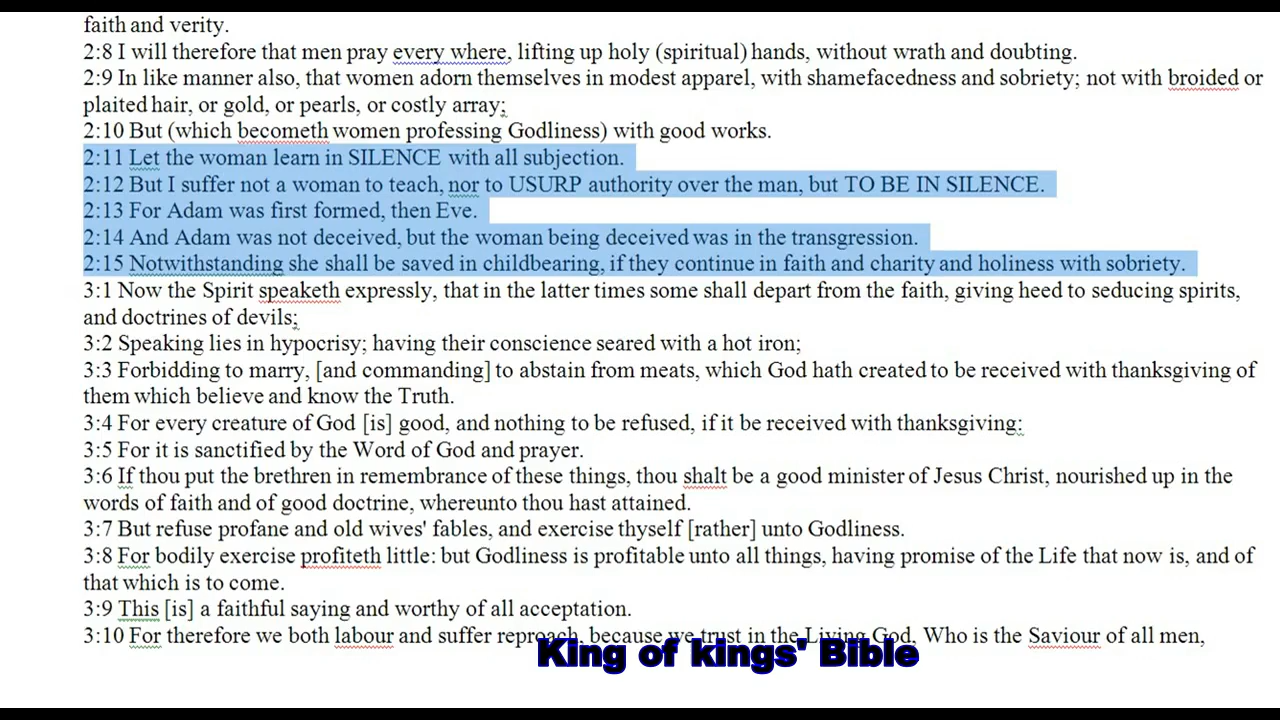 faith and verity.
2:8 I will therefore that men pray every where, lifting up holy (spiritual) hands, without wrath and doubting.
2:9 In like manner also, that women adorn themselves in modest apparel, with shamefacedness and sobriety; not with broided or
plaited hair, or gold, or pearls, or costly array;
2:10 But (which becometh women professing Godliness) with good works.
2:11 Let the woman learn in SILENCE with all subjection.
2:12 But I suffer not a woman to teach, nor to USURP authority over the man, but TO BE IN SILENCE.
2:13 For Adam was first formed, then Eve.
2:14 And Adam was not deceived, but the woman being deceived was in the transgression.
2:15 Notwithstanding she shall be saved in childbearing, if they continue in faith and charity and holiness with sobriety.
3:1 Now the Spirit speaketh expressly, that in the latter times some shall depart from the faith, giving heed to seducing spirits,
and doctrines of devils;
3:2 Speaking lies in hypocrisy; having their conscience seared with a hot iron;
3:3 Forbidding to marry, [and commanding] to abstain from meats, which God hath created to be received with thanksgiving of
them which believe and know the Truth.
3:4 For every creature of God [is] good, and nothing to be refused, if it be received with thanksgiving:
3:5 For it is sanctified by the Word of God and prayer.
3:6 If thou put the brethren in remembrance of these things, thou shalt be a good minister of Jesus Christ, nourished up in the
words of faith and of good doctrine, whereunto thou hast attained.
3:7 But refuse profane and old wives' fables, and exercise thyself [rather] unto Godliness.
3:8 For bodily exercise profiteth little: but Godliness is profitable unto all things, having promise of the Life that now is, and of
that which is to come.
3:9 This [is] a faithful saying and worthy of all acceptation.
3:10 For therefore we both labour and suffer reproach, because we trust in the Living God, Who is the Saviour of all men,
King of kings' Bible